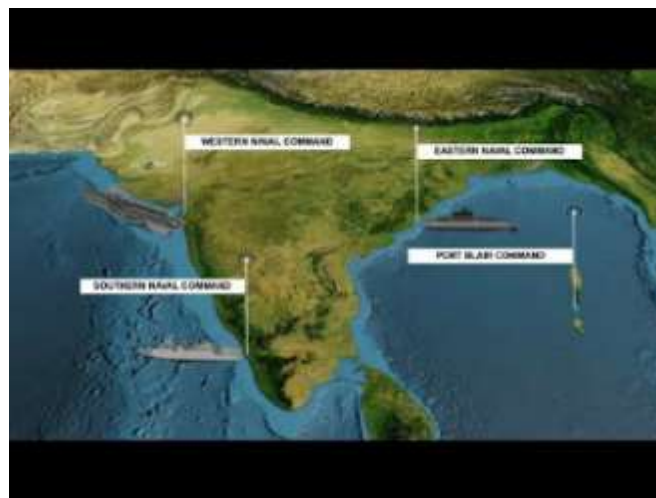 WESTERN NAVAL COMMAND
EASTERN NAVAL COMMAND
PORT BLAIR COMMAND
SOUTHERN NAVAL COMMAND